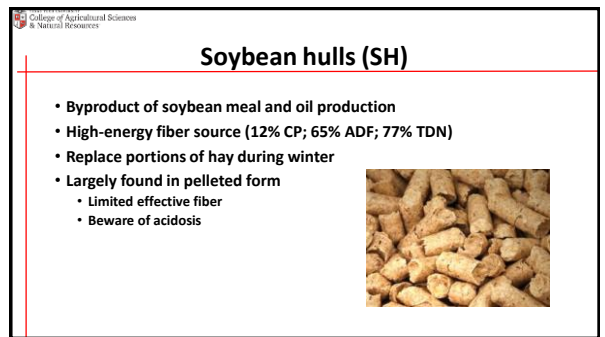 College of Agricultural Sciences
& Natural Resources
Soybean hulls (SH)
• Byproduct of soybean meal and oil production
• High-energy fiber source (12% CP; 65% ADF; 77% TDN)
• Replace portions of hay during winter
• Largely found in pelleted form
• Limited effective fiber
• Beware of acidosis